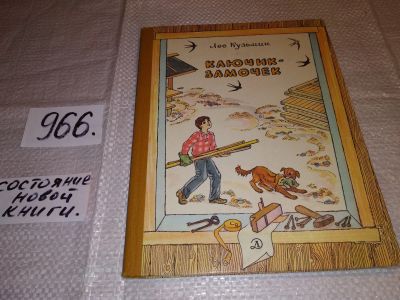 966.
состояние
новой
книги.
Лев Кузьмин
КЛЮЧИК-
ЗАМОЧЕК
Д